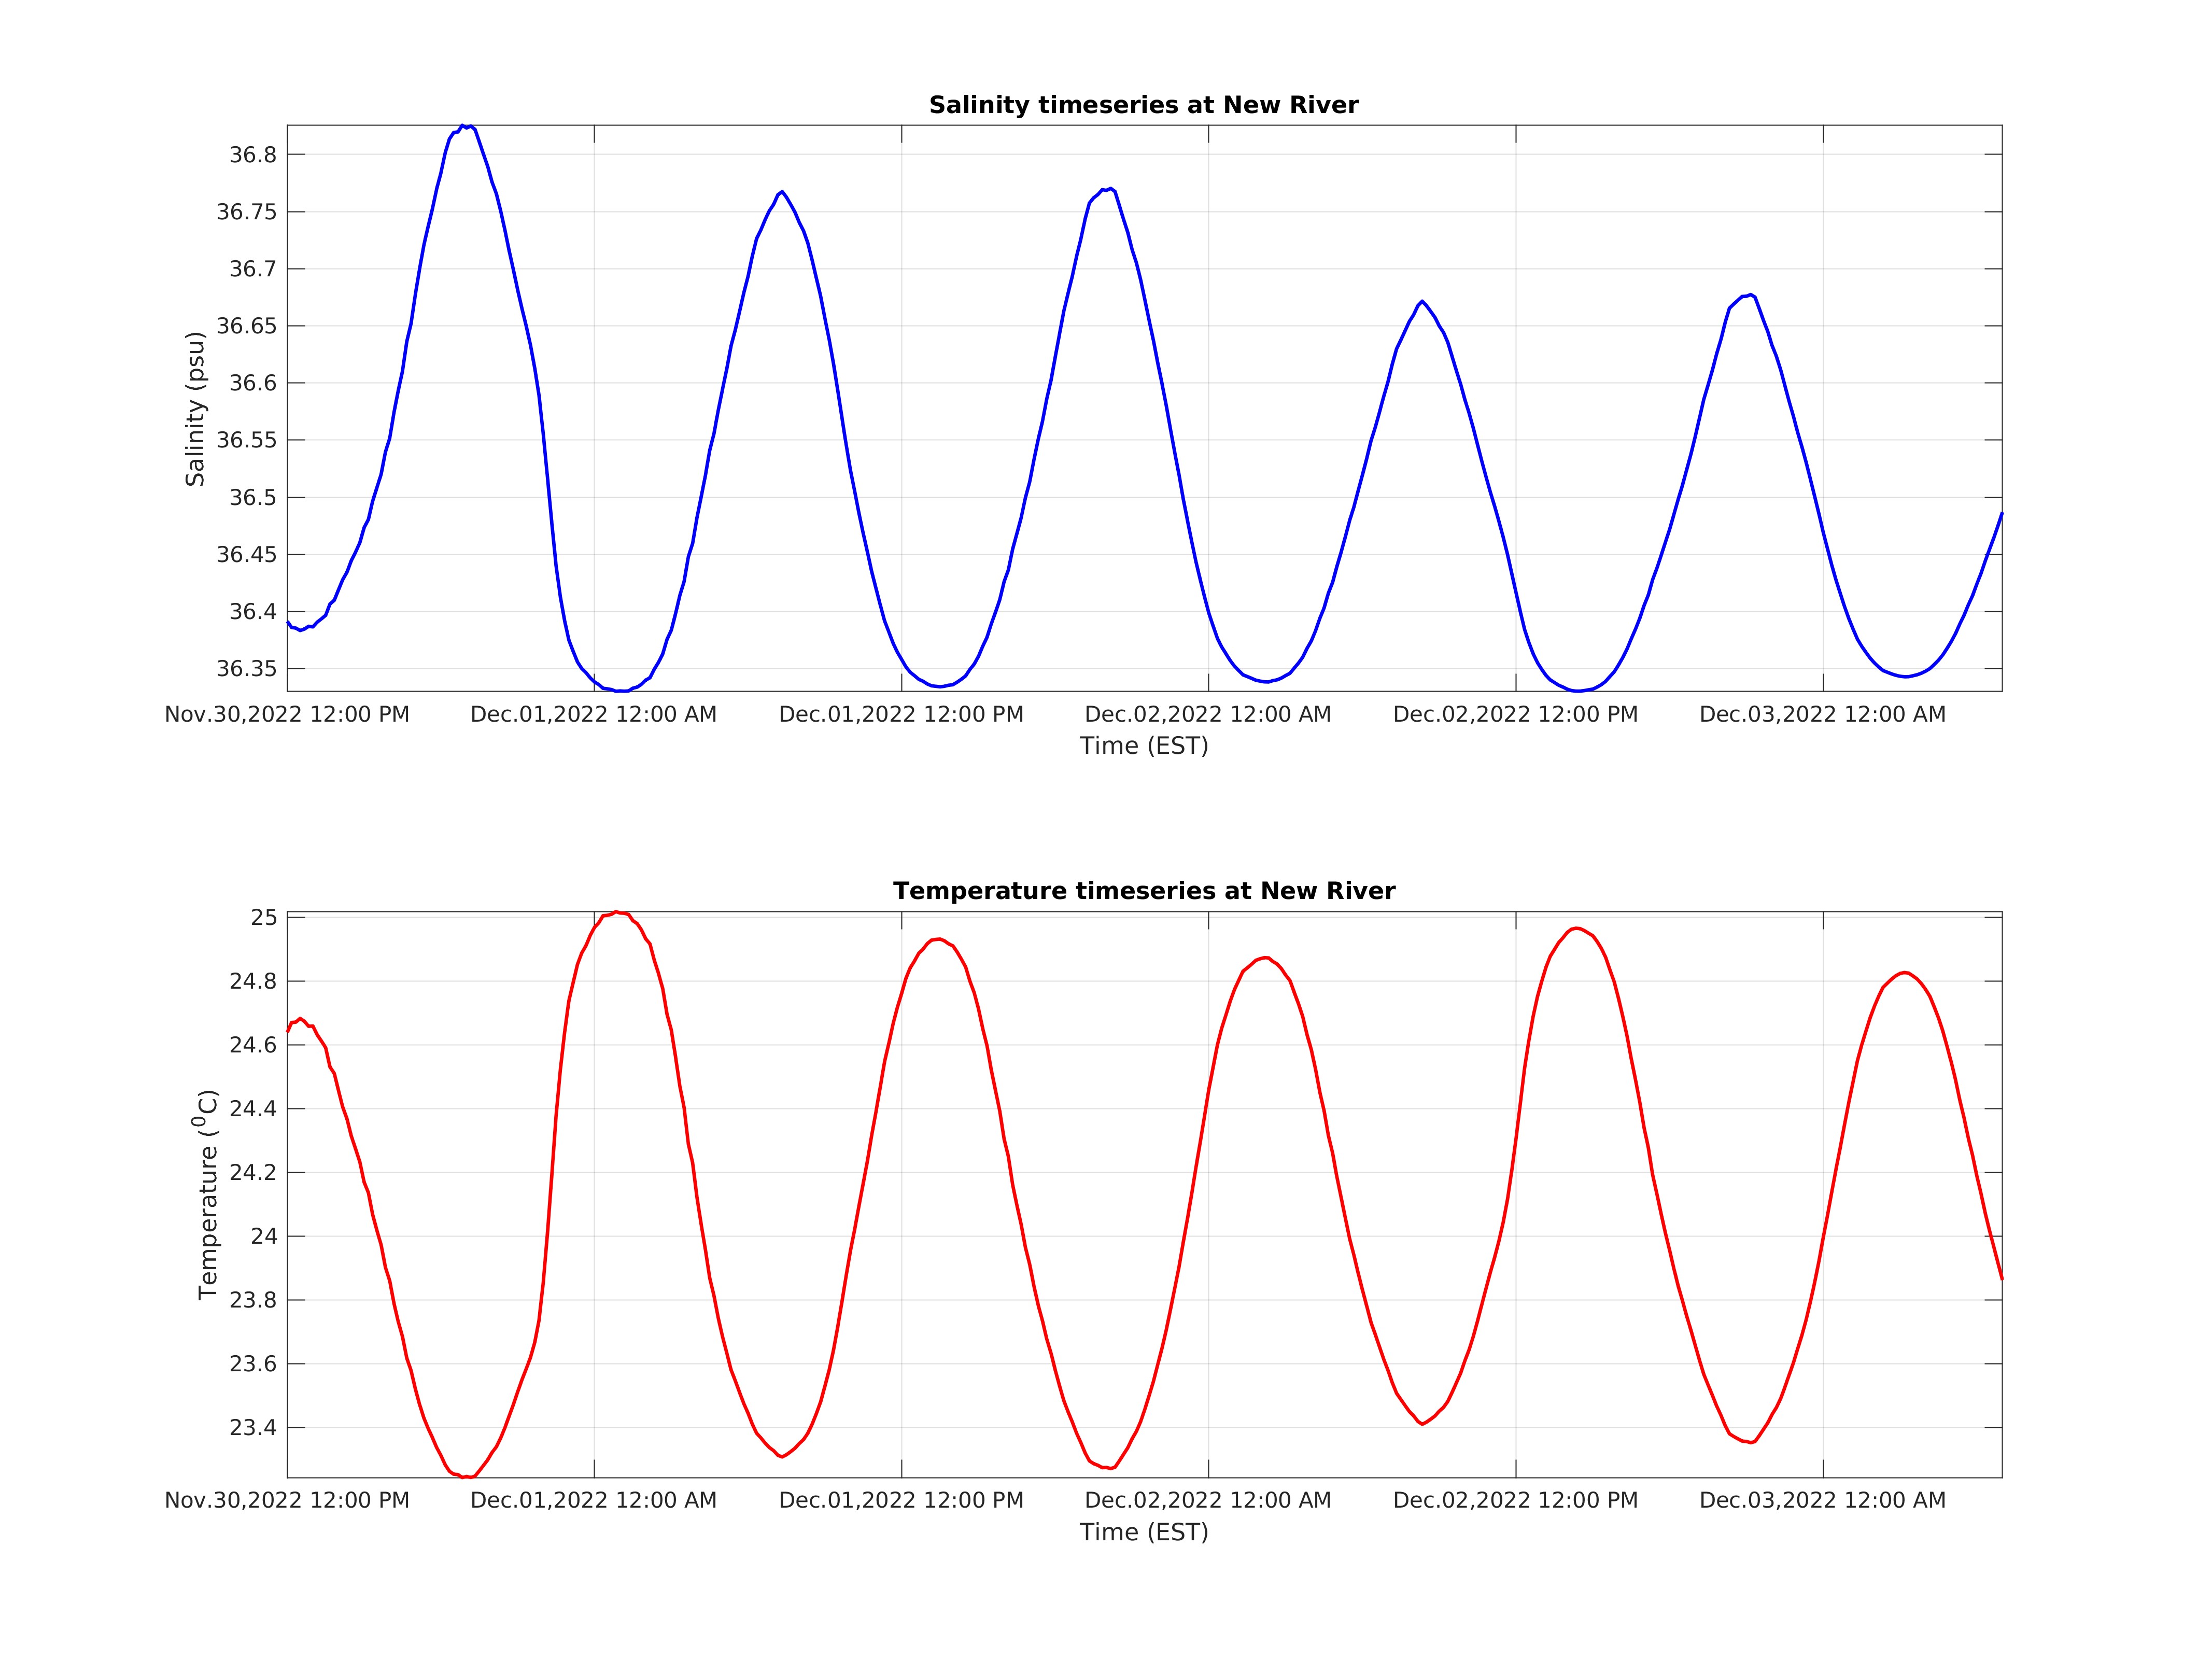 Salinity timeseries at New River
36.8
36.75
36.7
36.65
36.6
36.55
36.5
36.45
36.4
36.35
Salinity (psu)
Nov.30,2022 12:00 PM Dec.01,2022 12:00 AM Dec.01,2022 12:00 PM Dec.02,2022 12:00 AM Dec.02,2022 12:00 PM Dec.03,2022 12:00 AM
Time (EST)
Temperature timeseries at New River
25
24.8
24.6
24.4
24.2
24
23.8
23.6
23.4
Temperature (⁰C)
Nov.30,2022 12:00 PM Dec.01,2022 12:00 AM Dec.01,2022 12:00 PM Dec.02,2022 12:00 AM Dec.02,2022 12:00 PM Dec.03,2022 12:00 AM
Time (EST)